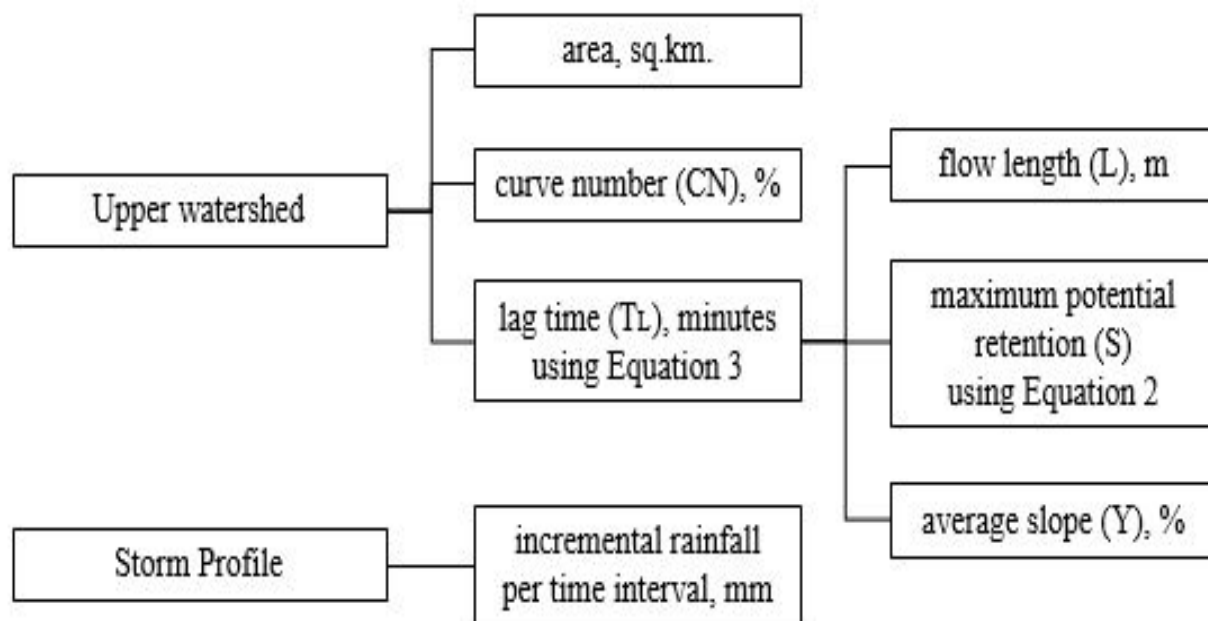 area, sq.km.
Upper watershed
curve number (CN), %
lag time (TL), minutes
using Equation 3
flow length (L), m
maximum potential
retention (S)
using Equation 2
average slope (Y), %
Storm Profile
incremental rainfall
per time interval, mm